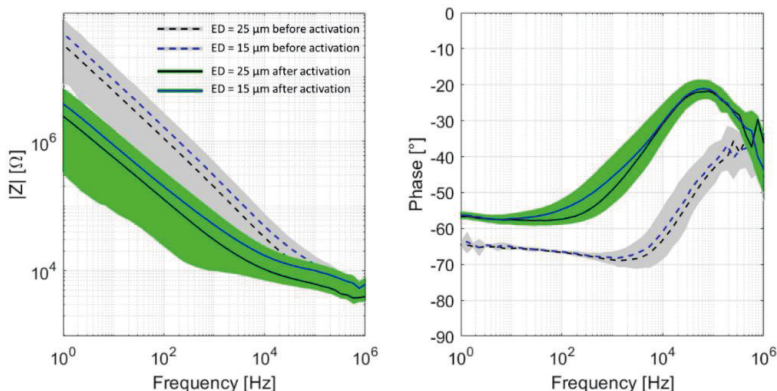 ED = 25 μm before activation
ED = 15 μm before activation
ED = 25 μm after activation
ED = 15 μm after activation
|Z| [Ω]
10⁶
10⁴
10⁰ 10² 10⁴ 10⁶
Frequency [Hz]
Phase [°]
0
-10
-20
-30
-40
-50
-60
-70
-80
-90
10⁰ 10² 10⁴ 10⁶
Frequency [Hz]